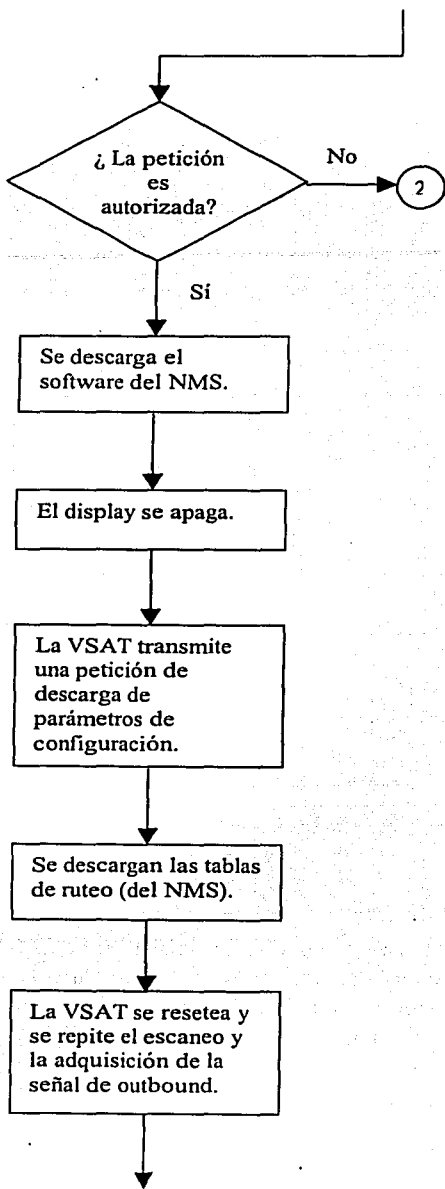 ¿ La petición
es
autorizada?
No
2
Sí
Se descarga el
software del NMS.
El display se apaga.
La VSAT transmite
una petición de
descarga de
parámetros de
configuración.
Se descargan las tablas
de ruteo (del NMS).
La VSAT se resetea y
se repite el escaneo y
la adquisición de la
señal de outbound.